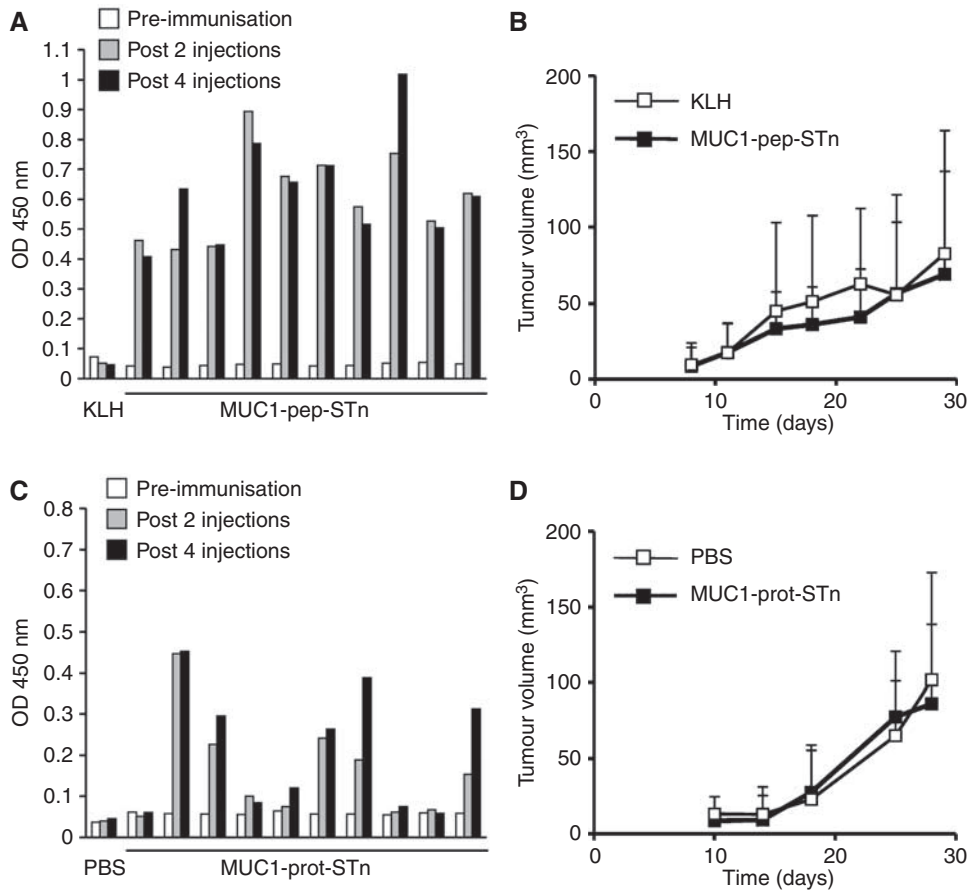 A
Pre-immunisation
Post 2 injections
Post 4 injections
1.1
1
0.9
0.8
0.7
0.6
0.5
0.4
0.3
0.2
0.1
0
OD 450 nm
KLH
MUC1-pep-STn
B
KLH
MUC1-pep-STn
200
150
100
50
0
Tumour volume (mm³)
0 10 20 30
Time (days)
C
Pre-immunisation
Post 2 injections
Post 4 injections
0.8
0.7
0.6
0.5
0.4
0.3
0.2
0.1
0
OD 450 nm
PBS
MUC1-prot-STn
D
PBS
MUC1-prot-STn
200
150
100
50
0
Tumour volume (mm³)
0 10 20 30
Time (days)